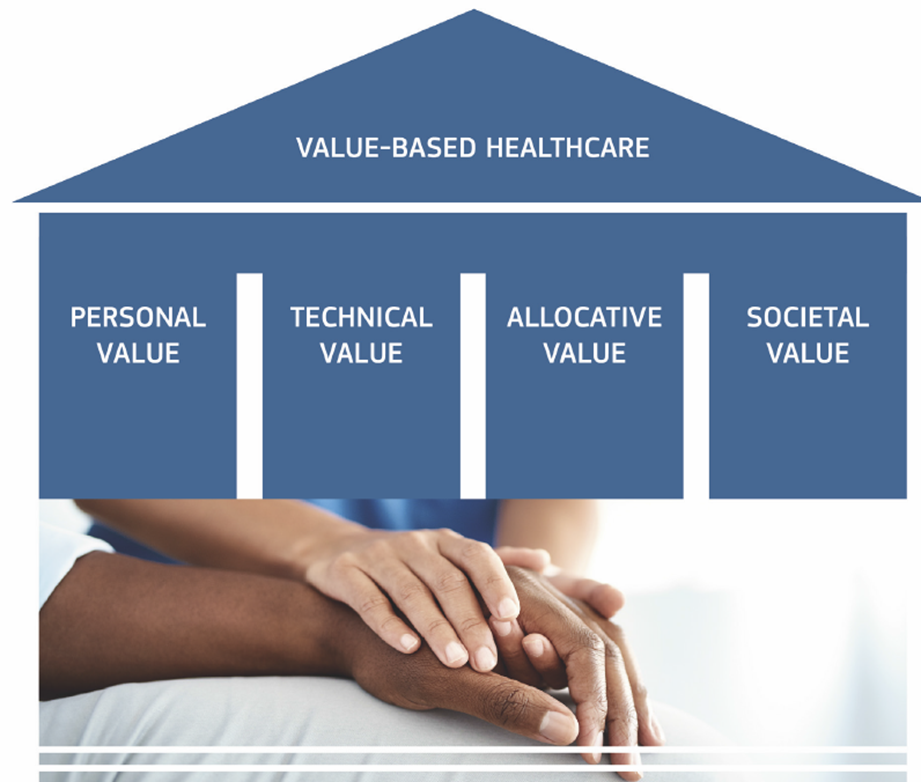 VALUE-BASED HEALTHCARE
PERSONAL
VALUE
TECHNICAL
VALUE
ALLOCATIVE
VALUE
SOCIETAL
VALUE